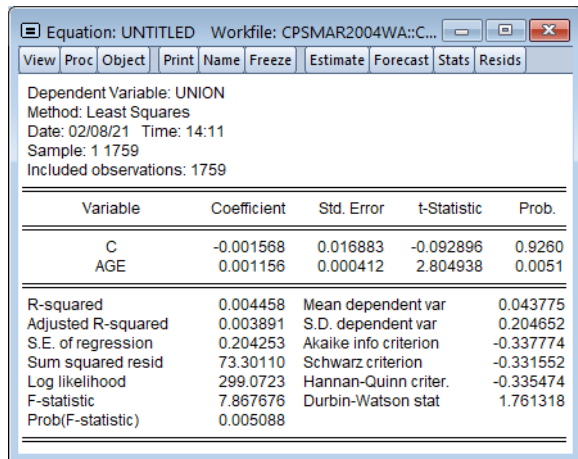 Equation: UNTITLED Workfile: CPSMAR2004WA::C...
View Proc Object Print Name Freeze Estimate Forecast Stats Resids
Dependent Variable: UNION
Method: Least Squares
Date: 02/08/21 Time: 14:11
Sample: 1 1759
Included observations: 1759
Variable Coefficient Std. Error t-Statistic Prob.
C -0.001568 0.016883 -0.092896 0.9260
AGE 0.001156 0.000412 2.804938 0.0051
R-squared 0.004458 Mean dependent var 0.043775
Adjusted R-squared 0.003891 S.D. dependent var 0.204652
S.E. of regression 0.204253 Akaike info criterion -0.337774
Sum squared resid 73.30110 Schwarz criterion -0.331552
Log likelihood 299.0723 Hannan-Quinn criter. -0.335474
F-statistic 7.867676 Durbin-Watson stat 1.761318
Prob(F-statistic) 0.005088